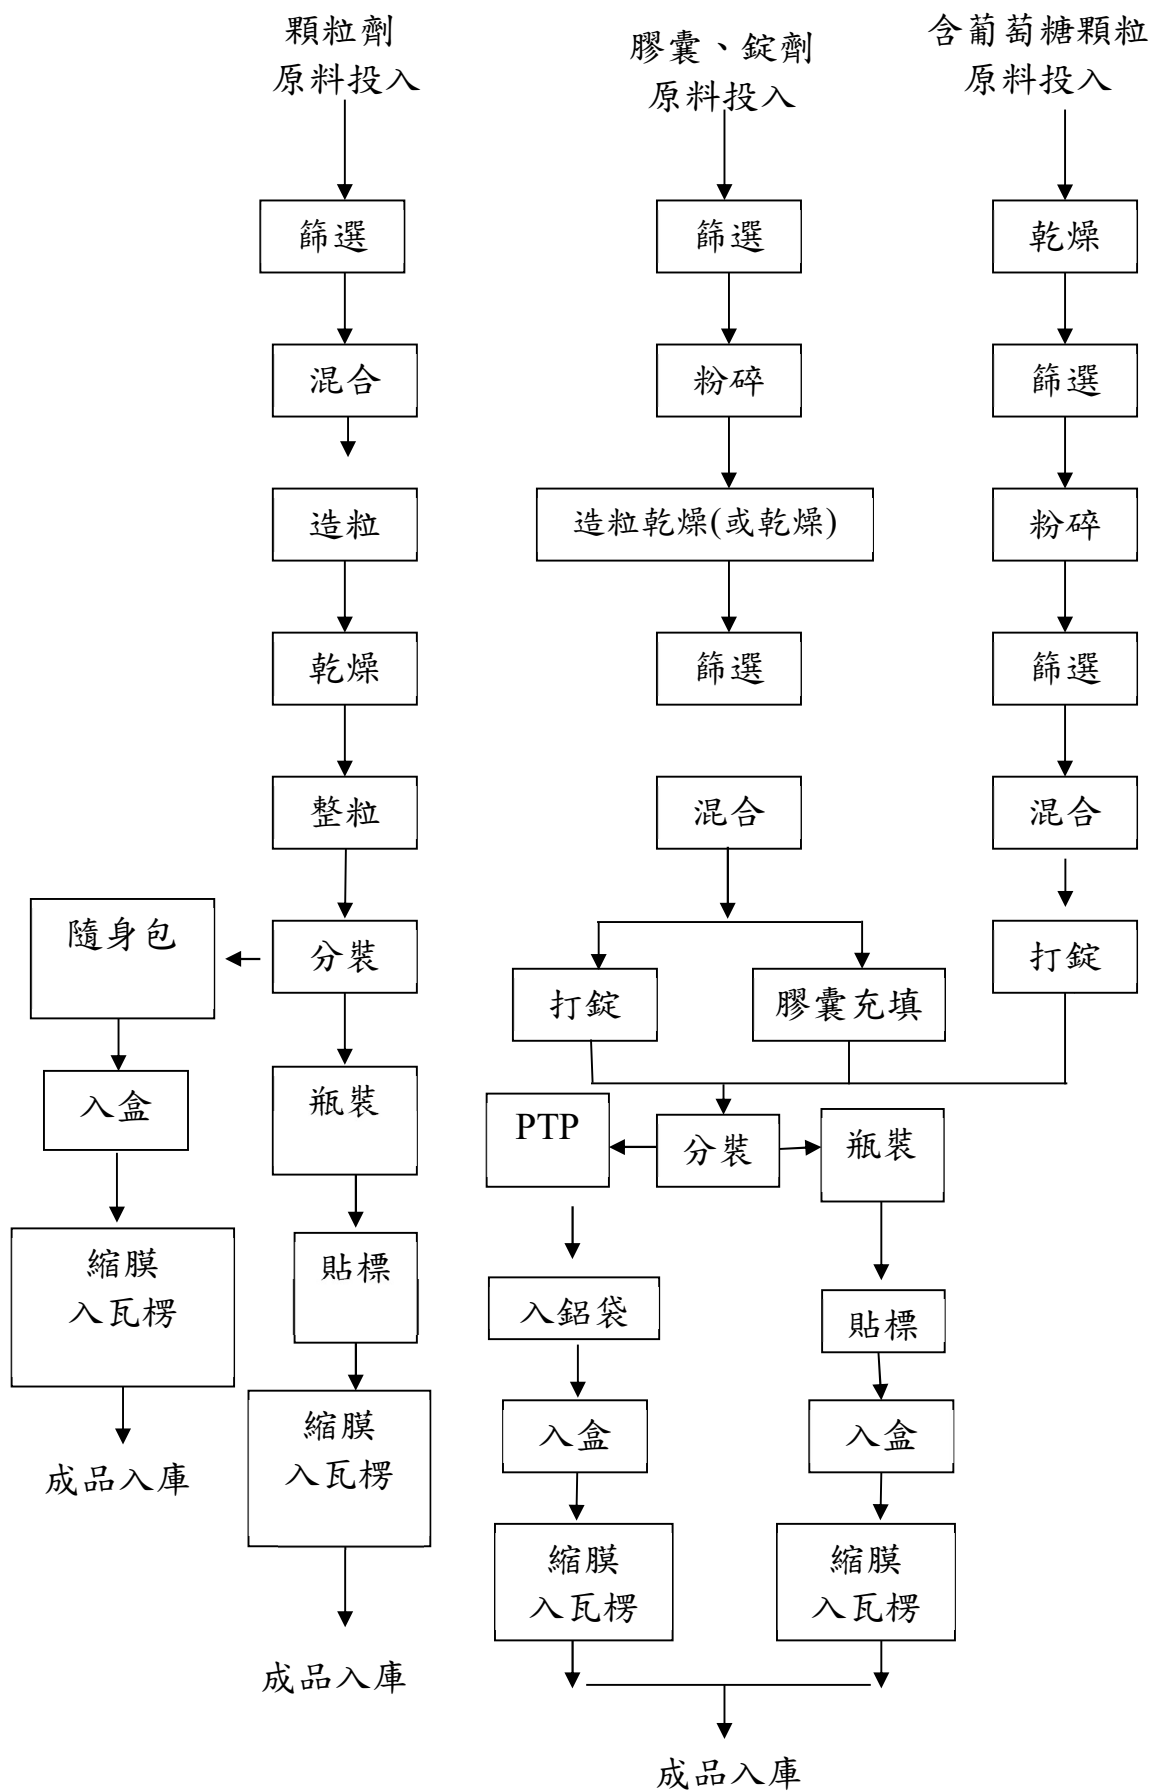 顆粒劑
原料投入
篩選
混合
造粒
乾燥
整粒
分裝
隨身包
入盒
縮膜
入瓦楞
成品入庫
瓶裝
貼標
縮膜
入瓦楞
成品入庫
膠囊、錠劑
原料投入
篩選
粉碎
造粒乾燥(或乾燥)
篩選
混合
打錠
膠囊充填
含葡萄糖顆粒
原料投入
乾燥
篩選
粉碎
篩選
混合
打錠
分裝
PTP
入鋁袋
入盒
縮膜
入瓦楞
瓶裝
貼標
入盒
縮膜
入瓦楞
成品入庫